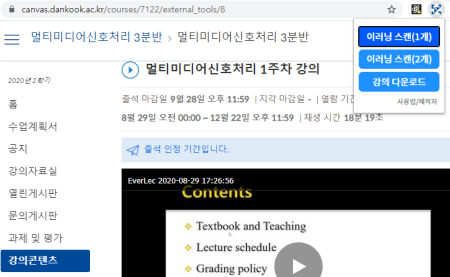 canvas.dankook.ac.kr/courses/7122/external_tools/8
멀티미디어신호처리 3분반 > 멀티미디어신호처리 3분반
이러닝 스캔(1개)
이러닝 스캔(2개)
강의 다운로드
사용법/제작자
2020년 2학기
홈
수업계획서
공지
강의자료실
열린게시판
문의게시판
과제 및 평가
강의콘텐츠
멀티미디어신호처리 1주차 강의
출석 마감일 9월 28일 오후 11:59 | 지각 마감일 - | 열람 기간
8월 29일 오전 00:00 ~ 12월 22일 오후 11:59 | 재생 시간 18분 19초
출석 인정 기간입니다.
EverLec 2020-08-29 17:26:56
Contents
Textbook and Teaching
Lecture schedule
Grading policy